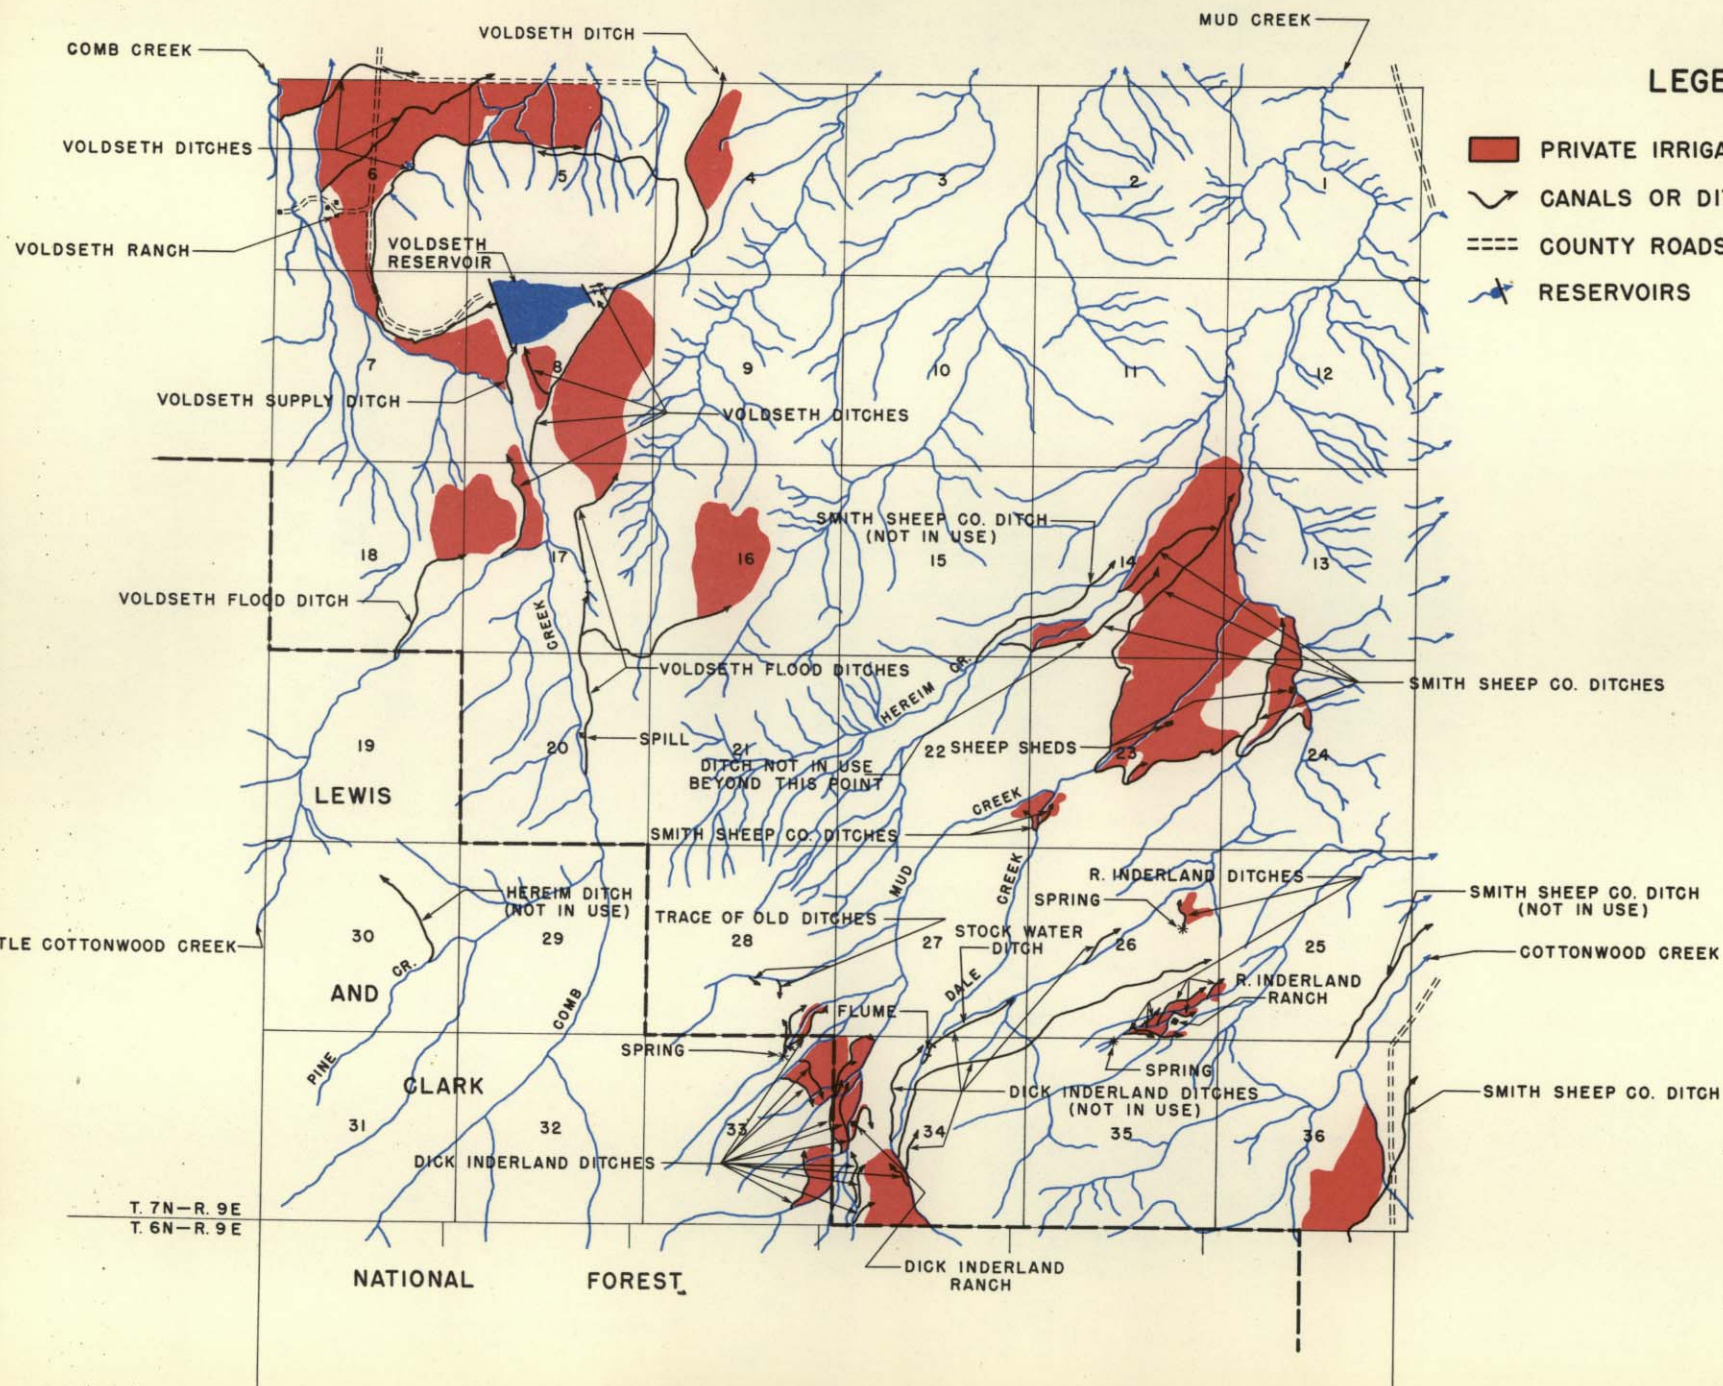 MUD CREEK
VOLDSETH DITCH
COMB CREEK
LEGE
VOLDSETH DITCHES
PRIVATE IRRIGA
6
5
4
3
2
1
CANALS OR DI
VOLDSETH RANCH
VOLDSETH
RESERVOIR
COUNTY ROADS
RESERVOIRS
7
8
9
10
11
12
VOLDSETH SUPPLY DITCH
VOLDSETH DITCHES
SMITH SHEEP CO. DITCH
(NOT IN USE)
18
17
16
15
14
13
VOLDSETH FLOOD DITCH
CREEK
VOLDSETH FLOOD DITCHES
HEREIM CR.
SMITH SHEEP CO. DITCHES
19
20
SPILL
21
22
SHEEP SHEDS
23
24
DITCH NOT IN USE
BEYOND THIS POINT
LEWIS
CREEK
SMITH SHEEP CO. DITCHES
MUD
CREEK
R. INDERLAND DITCHES
HEREIM DITCH
(NOT IN USE)
SPRING
SMITH SHEEP CO. DITCH
(NOT IN USE)
TRACE OF OLD DITCHES
STOCK WATER
DITCH
TLE COTTONWOOD CREEK
30
29
28
27
26
25
COTTONWOOD CREEK
CR.
AND
COMB
DALE
R. INDERLAND
RANCH
FLUME
SPRING
PINE
SPRING
CLARK
DICK INDERLAND DITCHES
(NOT IN USE)
SMITH SHEEP CO. DITCH
31
32
33
34
35
36
DICK INDERLAND DITCHES
T. 7N–R. 9E
T. 6N–R. 9E
NATIONAL FOREST
DICK INDERLAND
RANCH